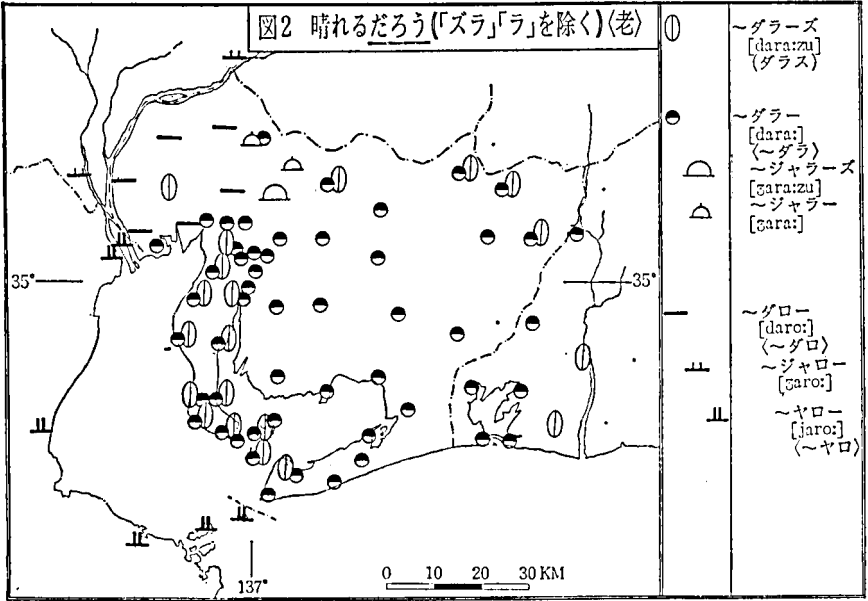 図2 晴れるだろう(「ズラ」「ラ」を除く)〈老〉
~ダラーズ
[dara:zu]
(ダラス)
~ダラー
[dara:]
〈~ダラ〉
~ジャラーズ
[ʒara:zu]
~ジャラー
[ʒara:]
~ダロー
[daro:]
〈~ダロ〉
~ジャロー
[ʒaro:]
~ヤロー
[jaro:]
〈~ヤロ〉
35°
35°
137°
0 10 20 30 KM